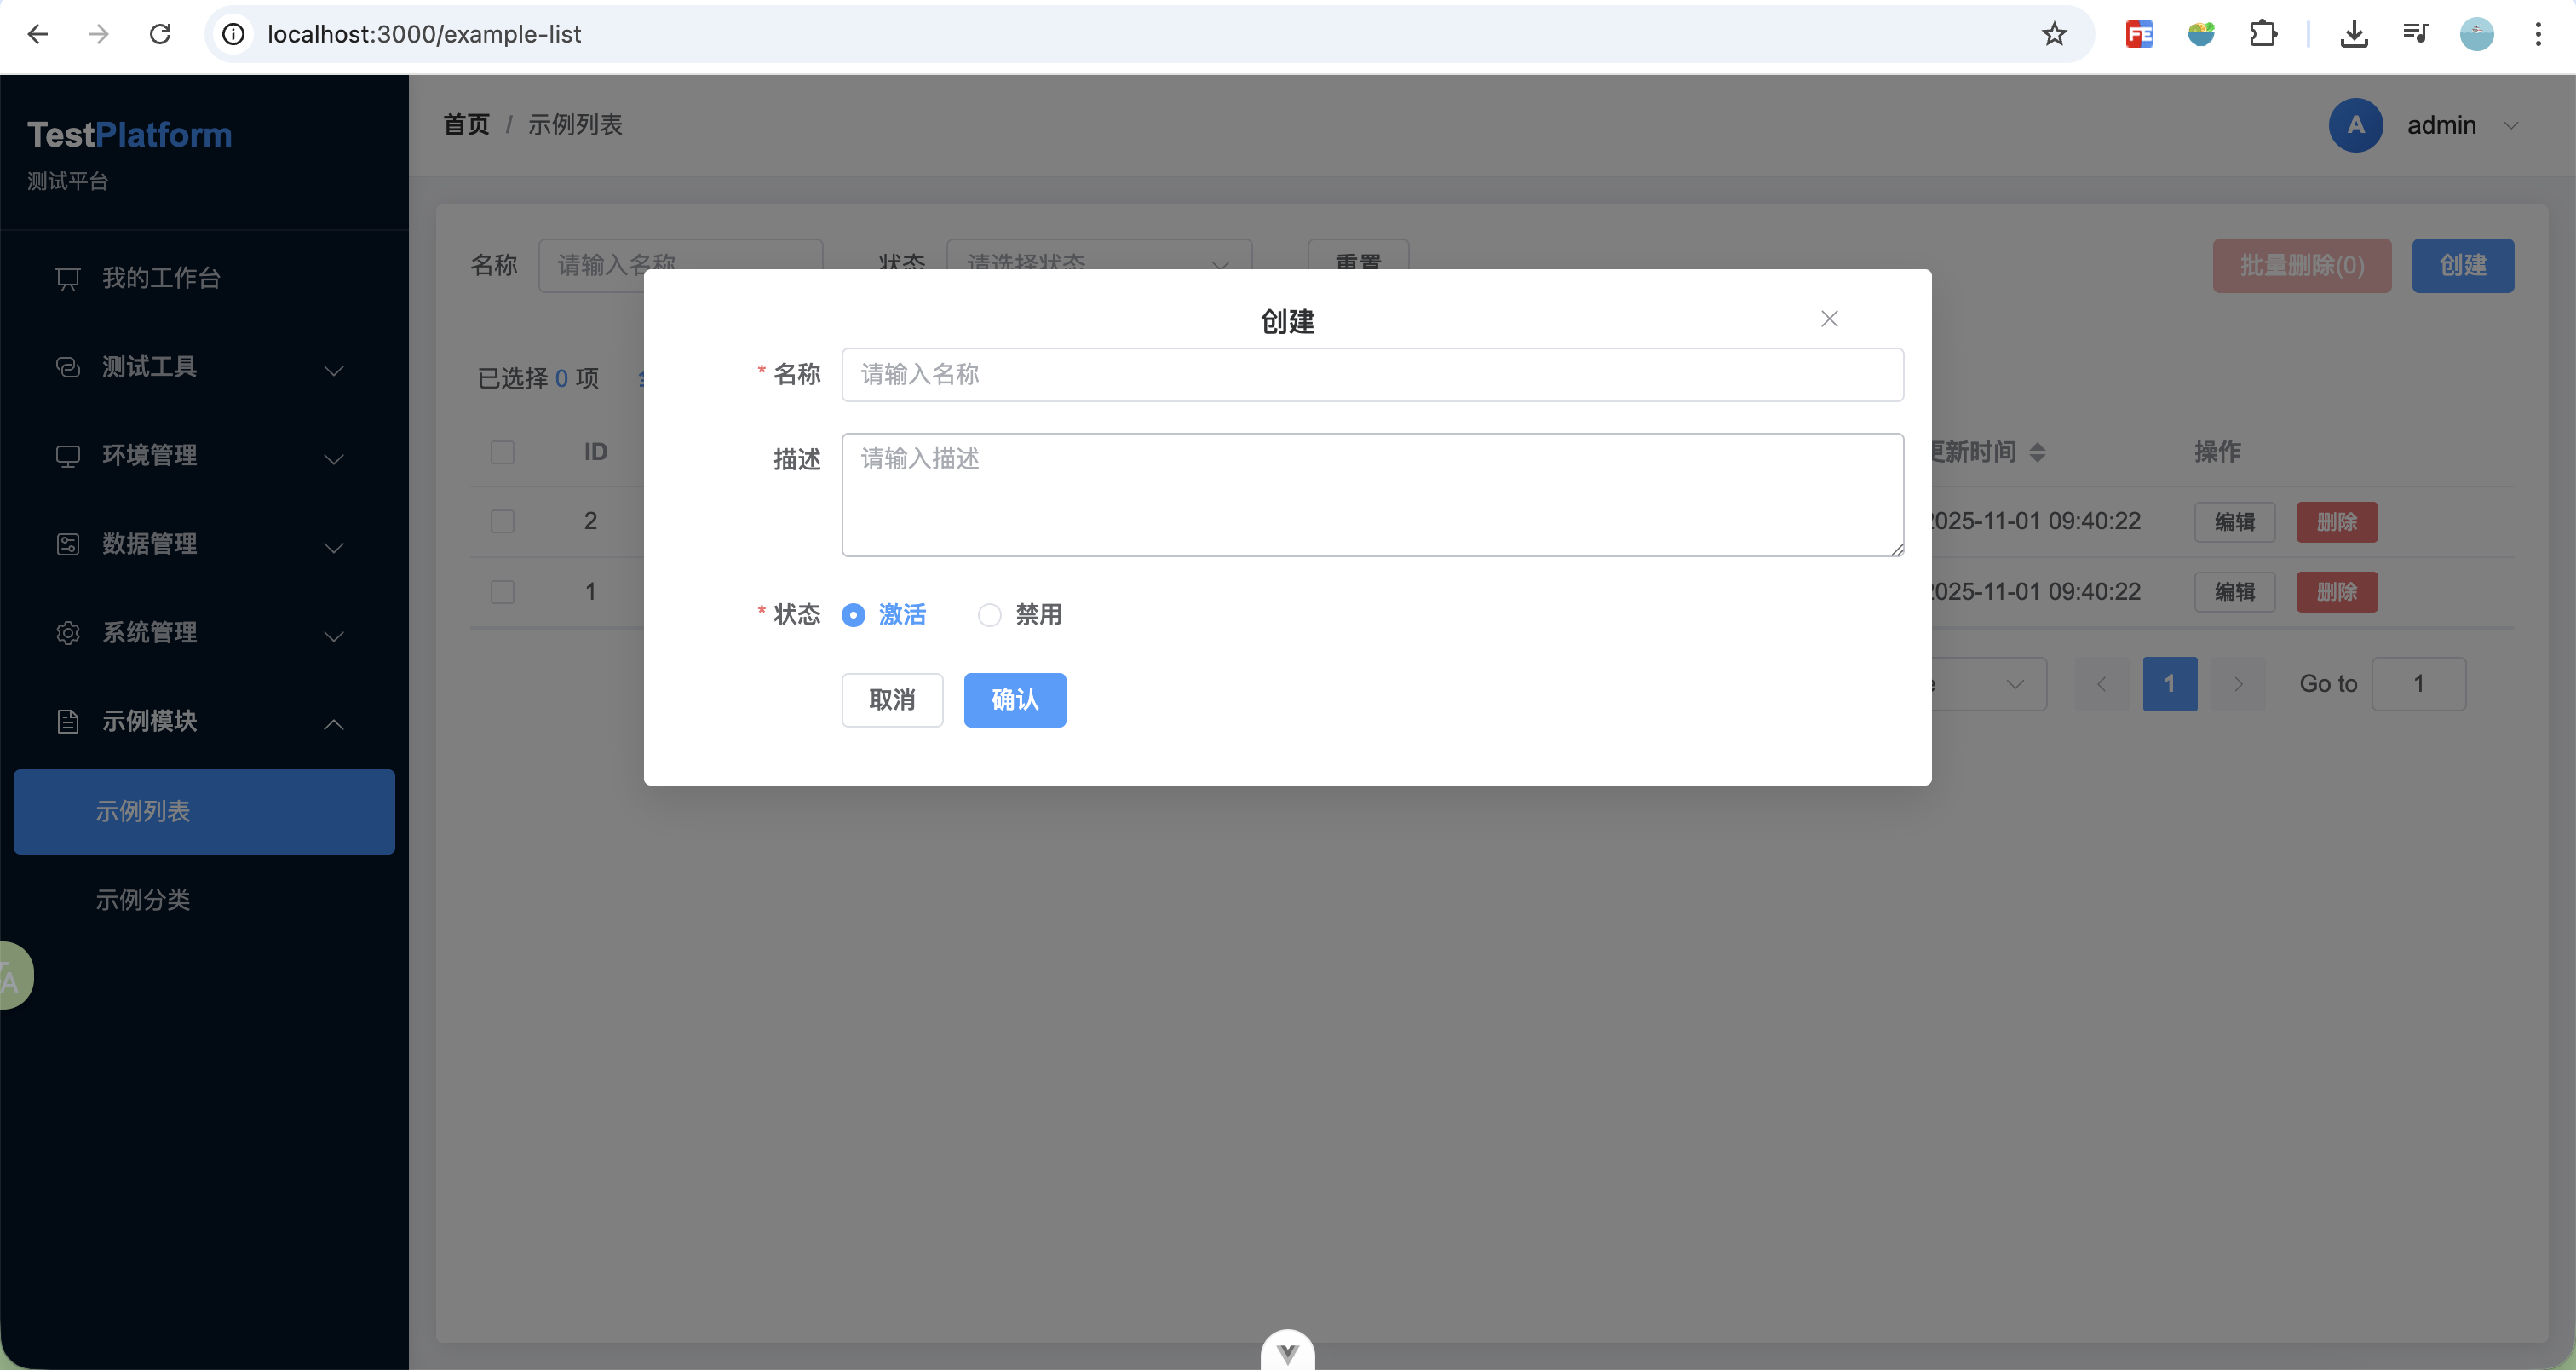 localhost:3000/example-list
FE
TestPlatform
测试平台
首页 / 示例列表
A admin
我的工作台
测试工具
环境管理
数据管理
系统管理
示例模块
示例列表
示例分类
名称 请输入名称 状态 请选择状态 重置 批量删除(0) 创建
已选择 0 项
ID 更新时间 操作
2 2025-11-01 09:40:22 编辑 删除
1 2025-11-01 09:40:22 编辑 删除
1 Go to 1
创建
* 名称 请输入名称
描述 请输入描述
* 状态 激活 禁用
取消 确认